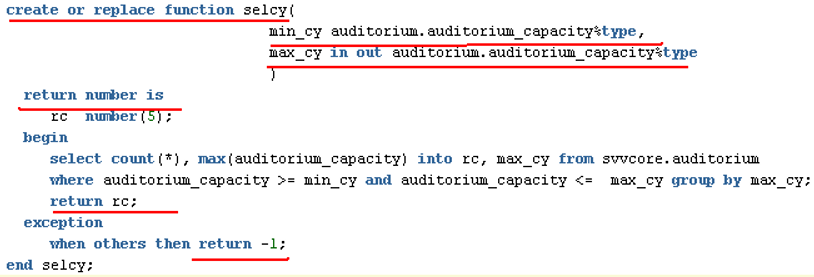 create or replace function selcy(
min_cy auditorium.auditorium_capacity%type,
max_cy in out auditorium.auditorium_capacity%type
)
return number is
rc number(5);
begin
select count(*), max(auditorium_capacity) into rc, max_cy from svvcore.auditorium
where auditorium_capacity >= min_cy and auditorium_capacity <= max_cy group by max_cy;
return rc;
exception
when others then return -1;
end selcy;